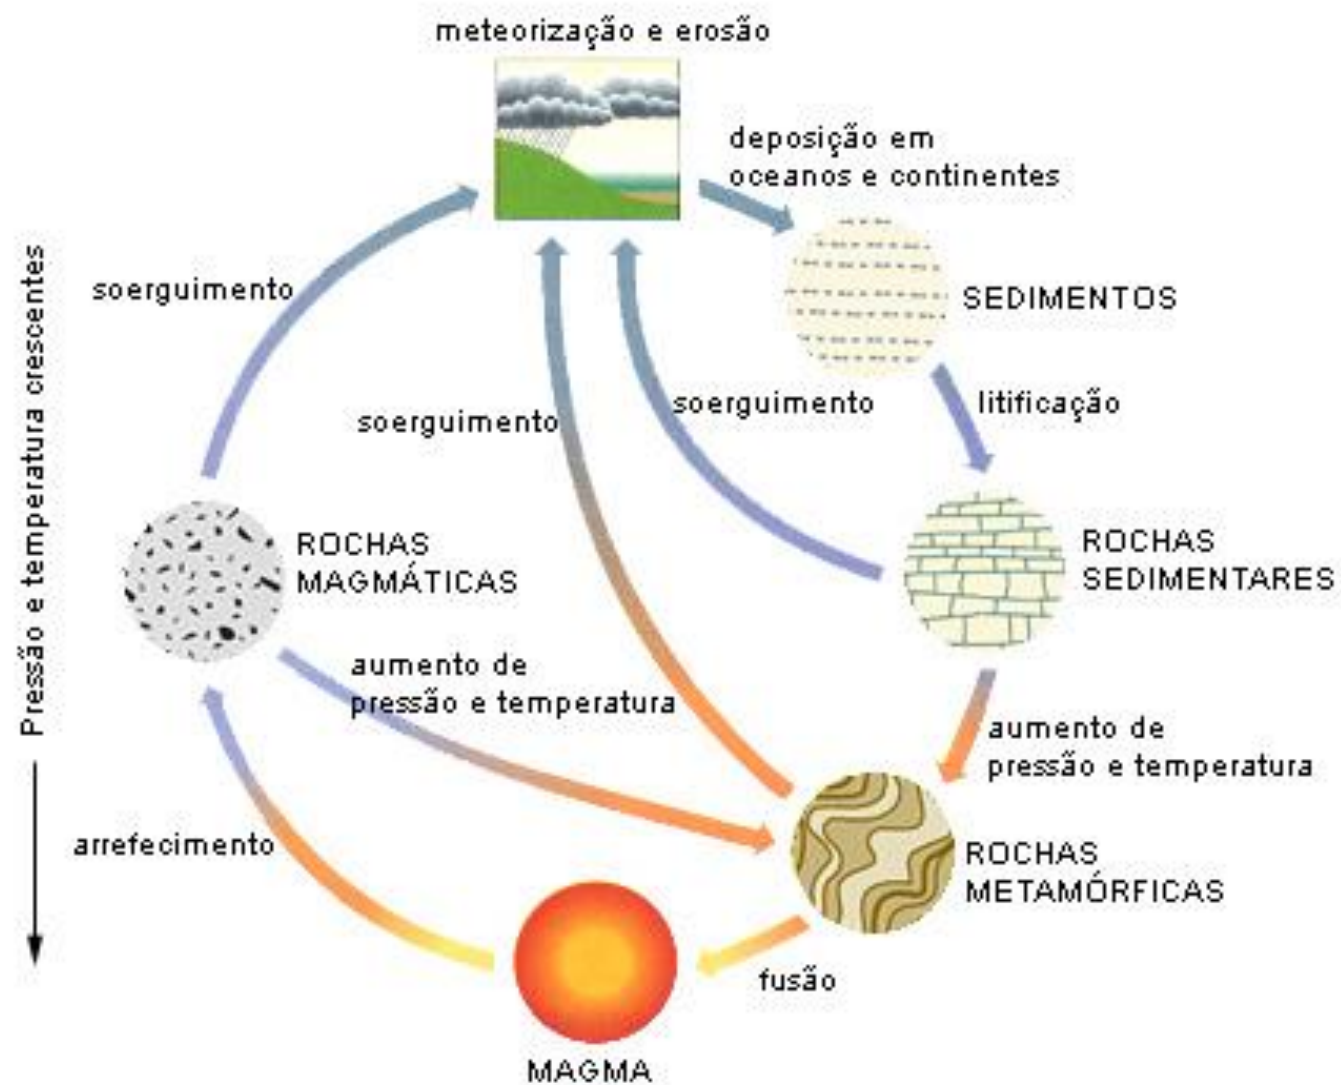 meteorização e erosão
deposição em
oceanos e continentes
SEDIMENTOS
soerguimento
soerguimento
soerguimento
litificação
Pressão e temperatura crescentes
ROCHAS
MAGMÁTICAS
ROCHAS
SEDIMENTARES
aumento de
pressão e temperatura
aumento de
pressão e temperatura
arrefecimento
ROCHAS
METAMÓRFICAS
fusão
MAGMA